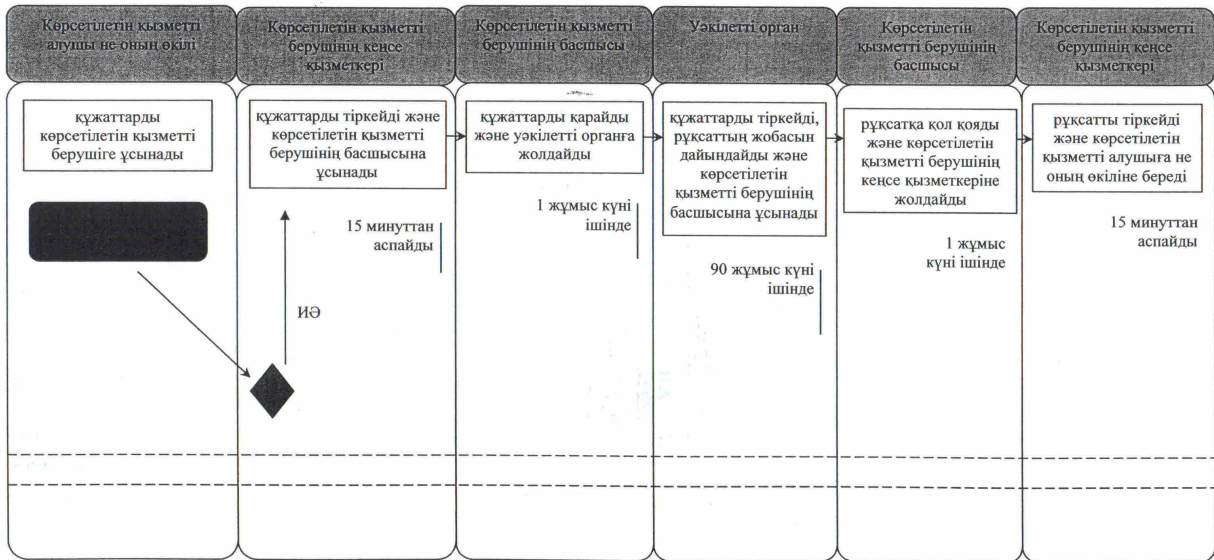 Көрсетілетін қызметті
алушы не оның өкілі
Көрсетілетін қызметті
берушінің кеңсе
қызметкері
Көрсетілетін қызметті
берушінің басшысы
Уәкілетті орган
Көрсетілетін
қызметті берушінің
басшысы
Көрсетілетін қызметті
берушінің кеңсе
қызметкері
құжаттарды
көрсетілетін қызметті
берушіге ұсынады
құжаттарды тіркейді және
көрсетілетін қызметті
берушінің басшысына
ұсынады
құжаттарды қарайды
және уәкілетті органға
жолдайды
құжаттарды тіркейді,
рұқсаттың жобасын
дайындайды және
көрсетілетін
қызметті берушінің
басшысына ұсынады
рұқсатқа қол қояды
және көрсетілетін
қызметті берушінің
кеңсе қызметкеріне
жолдайды
рұқсатты тіркейді
және көрсетілетін
қызметті алушыға не
оның өкіліне береді
15 минуттан
аспайды
1 жұмыс күні
ішінде
90 жұмыс күні
ішінде
1 жұмыс
күні ішінде
15 минуттан
аспайды
ИӘ